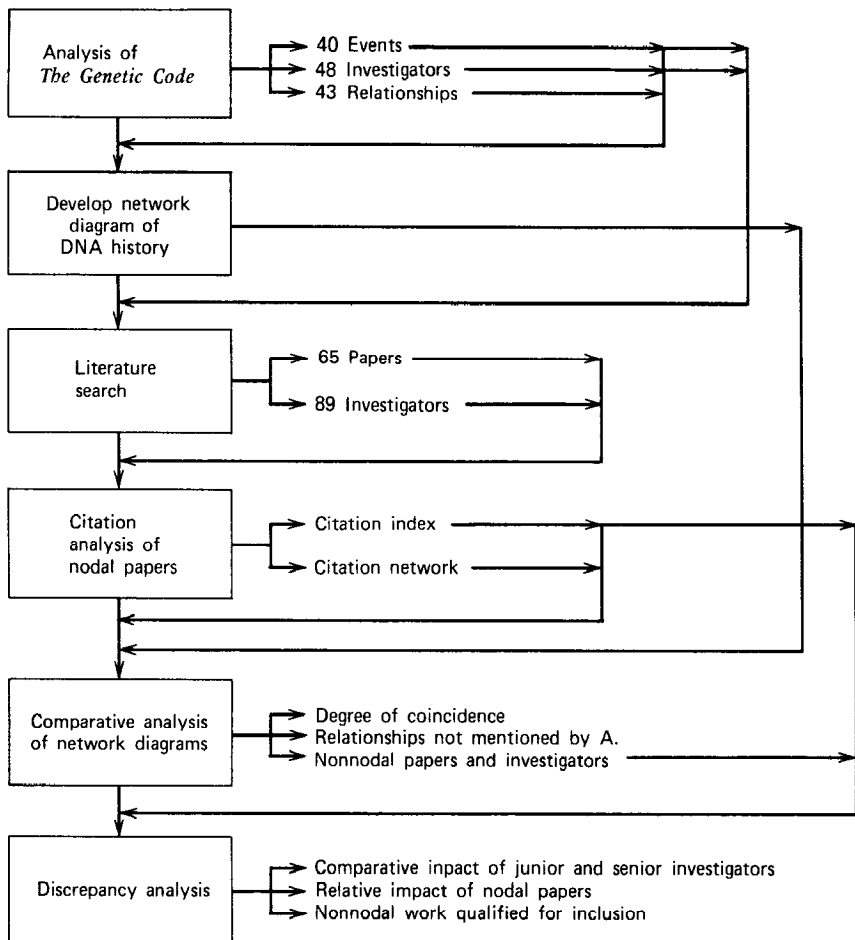 Analysis of
The Genetic Code
40 Events
48 Investigators
43 Relationships
Develop network
diagram of
DNA history
Literature
search
65 Papers
89 Investigators
Citation
analysis of
nodal papers
Citation index
Citation network
Comparative analysis
of network diagrams
Degree of coincidence
Relationships not mentioned by A.
Nonnodal papers and investigators
Discrepancy analysis
Comparative inpact of junior and senior investigators
Relative impact of nodal papers
Nonnodal work qualified for inclusion